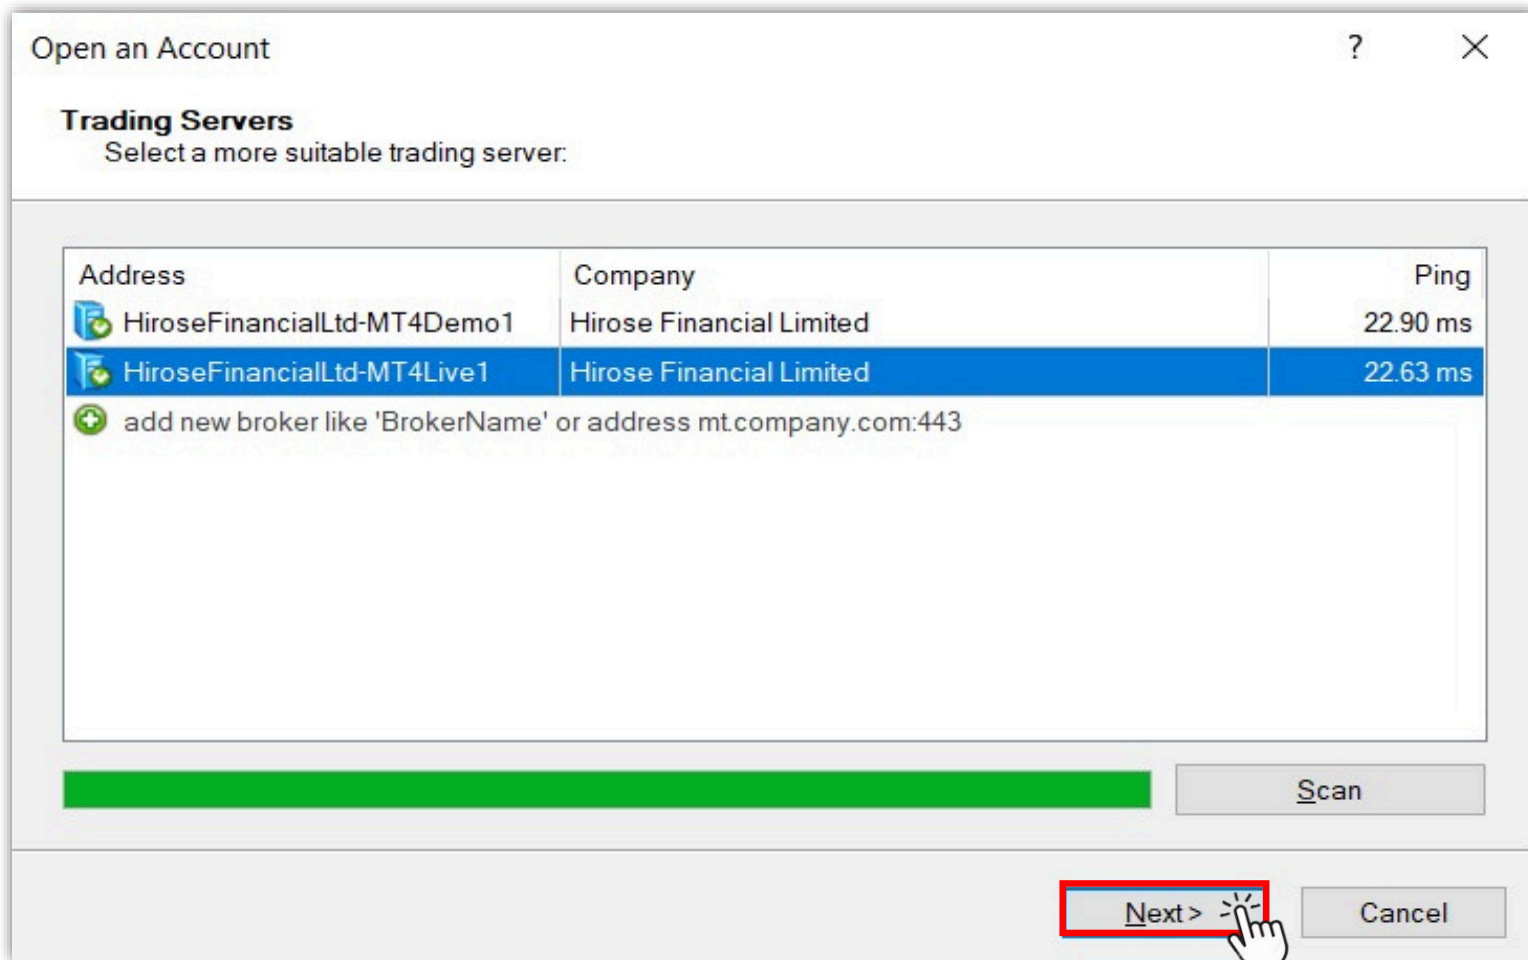 Open an Account ?
Trading Servers
Select a more suitable trading server:
Address Company Ping
HiroseFinancialLtd-MT4Demo1 Hirose Financial Limited 22.90 ms
HiroseFinancialLtd-MT4Live1 Hirose Financial Limited 22.63 ms
add new broker like 'BrokerName' or address mt.company.com:443
Scan
Next > Cancel